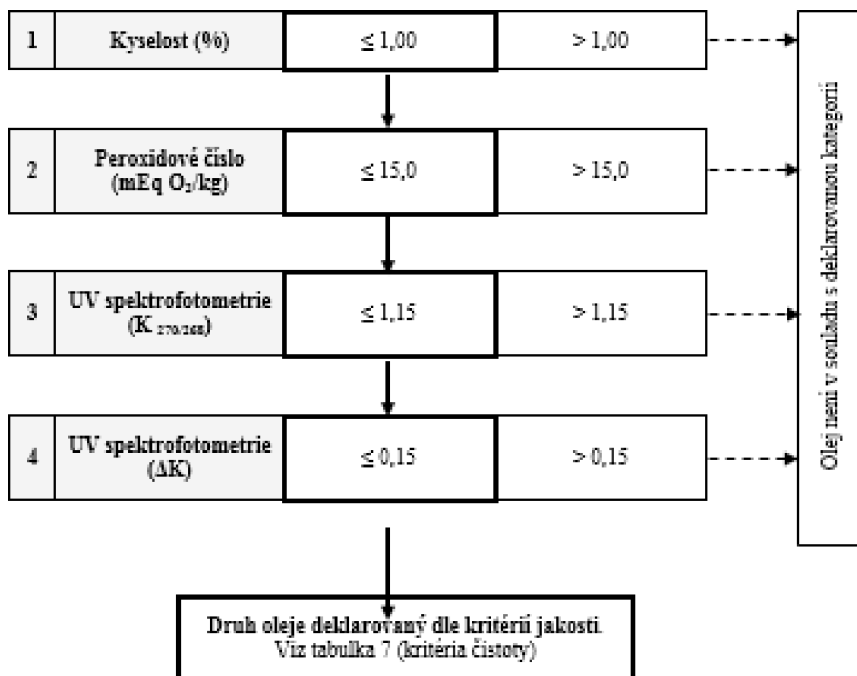 1 Kyselost (%) ≤ 1,00 > 1,00
2 Peroxidové číslo
(mEq O₂/kg) ≤ 15,0 > 15,0
3 UV spektrofotometrie
(K 270/268) ≤ 1,15 > 1,15
4 UV spektrofotometrie
(ΔK) ≤ 0,15 > 0,15
Olej není v souladu s deklarovanou kategorií
Druh oleje deklarovaný dle kritérií jakosti.
Viz tabulka 7 (kritéria čistoty)